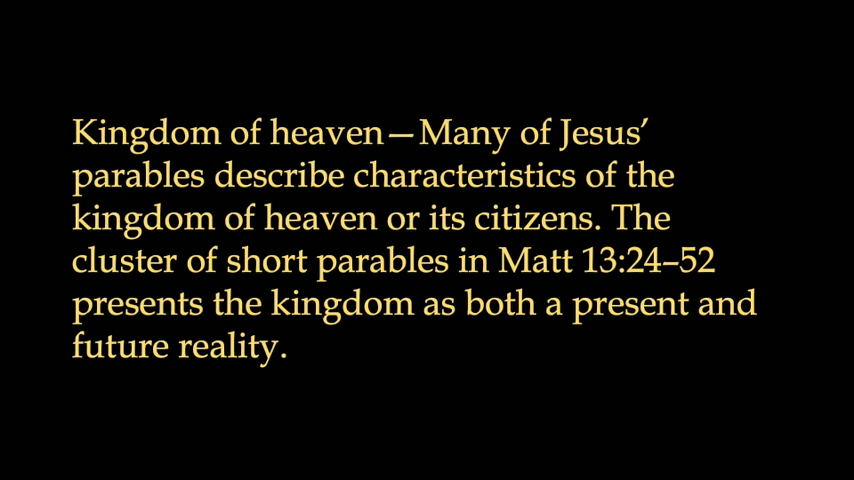 Kingdom of heaven—Many of Jesus’
parables describe characteristics of the
kingdom of heaven or its citizens. The
cluster of short parables in Matt 13:24–52
presents the kingdom as both a present and
future reality.